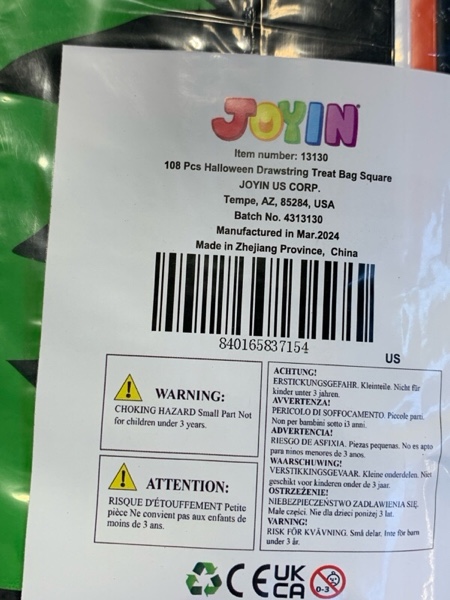 JOYIN
Item number: 13130
108 Pcs Halloween Drawstring Treat Bag Square
JOYIN US CORP.
Tempe, AZ, 85284, USA
Batch No. 4313130
Manufactured in Mar.2024
Made in Zhejiang Province, China
840165837154
US
WARNING:
CHOKING HAZARD Small Part Not
for children under 3 years.
ATTENTION:
RISQUE D'ÉTOUFFEMENT Petite
pièce Ne convient pas aux enfants de
moins de 3 ans.
ACHTUNG!
ERSTICKUNGSGEFAHR. Kleinteile. Nicht für
kinder unter 3 jahren.
AVVERTENZA!
PERICOLO DI SOFFOCAMENTO. Piccole parti.
Non per bambini sotto i3 anni.
ADVERTENCIA!
RIESGO DE ASFIXIA. Piezas pequenas. No es apto
para ninos menores de 3 anos.
WAARSCHUWING!
VERSTIKKINGSGEVAAR. Kleine onderdelen. Niet
geschikt voor kinderen onder de 3 jaar.
OSTRZEŻENIE!
NIEBEZPIECZEŃSTWO ZADŁAWIENIA SIĘ.
Małe części. Nie dla dzieci poniżej 3 lat.
VARNING!
RISK FÖR KVÄVNING. Små delar. Inte för barn
under 3 år.
CE UK
CA
0-3